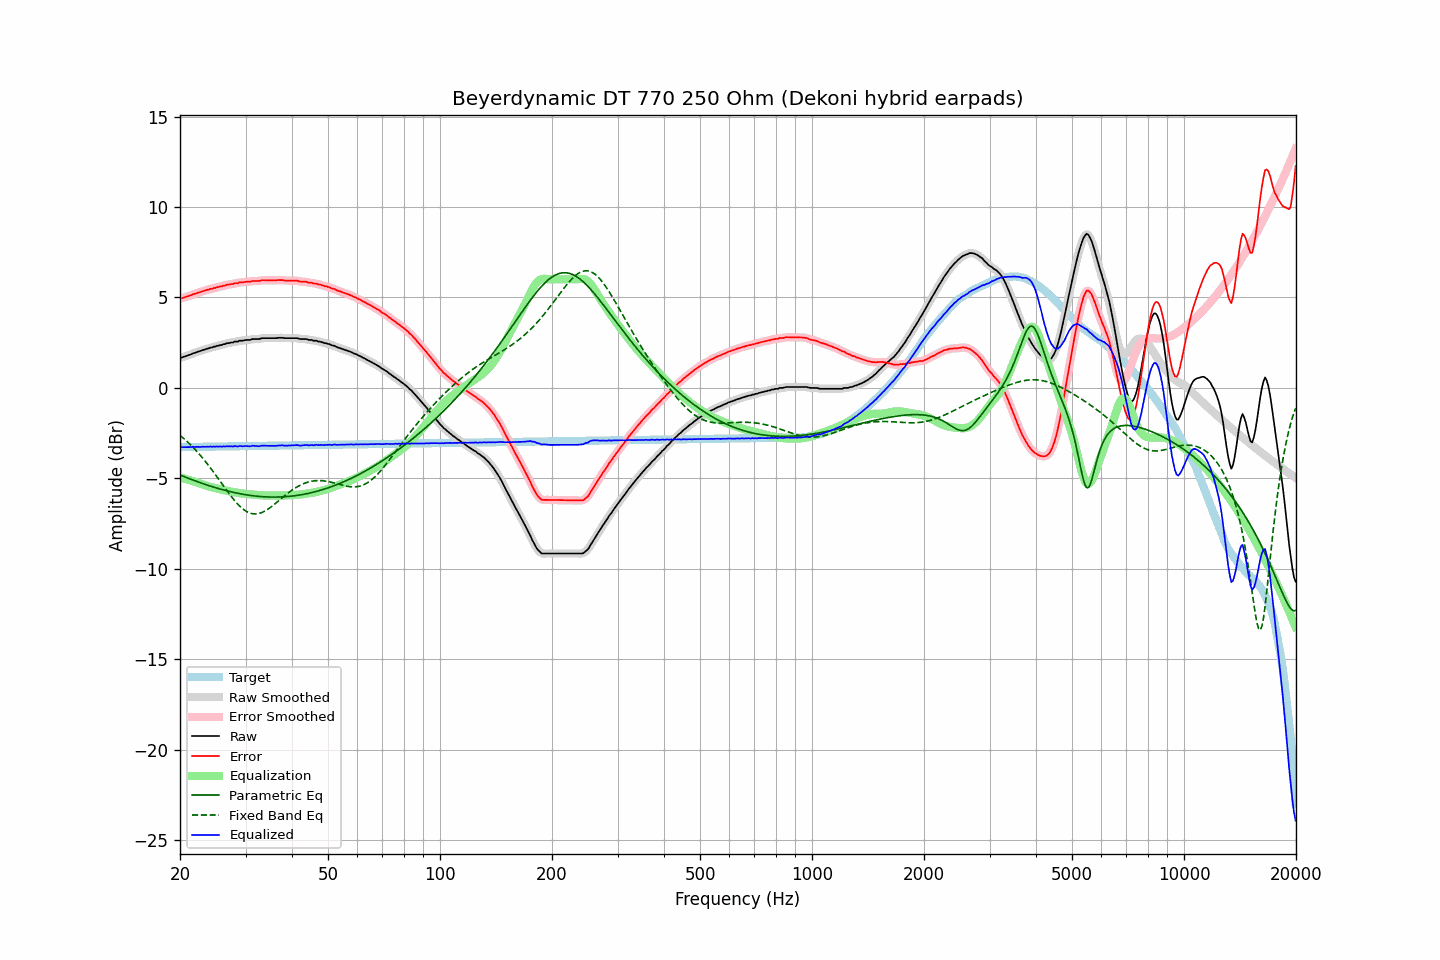 Beyerdynamic DT 770 250 Ohm (Dekoni hybrid earpads)
Amplitude (dBr)
15
10
5
0
−5
−10
−15
−20
−25
Target
Raw Smoothed
Error Smoothed
Raw
Error
Equalization
Parametric Eq
Fixed Band Eq
Equalized
20 50 100 200 500 1000 2000 5000 10000 20000
Frequency (Hz)